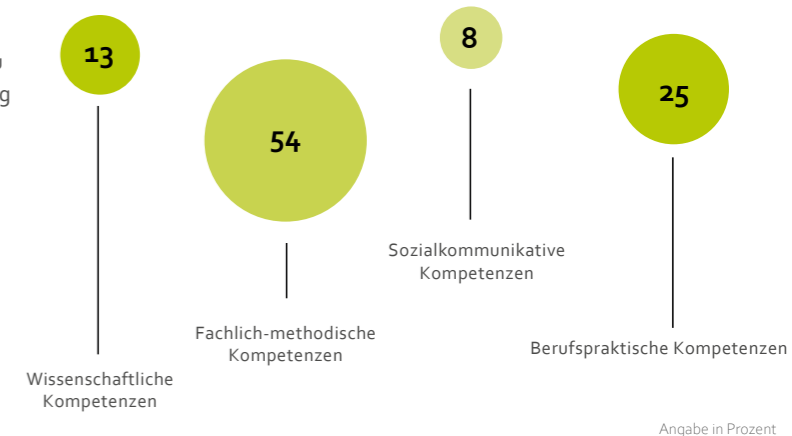 13
Wissenschaftliche
Kompetenzen
54
Fachlich-methodische
Kompetenzen
8
Sozialkommunikative
Kompetenzen
25
Berufspraktische Kompetenzen
Angabe in Prozent